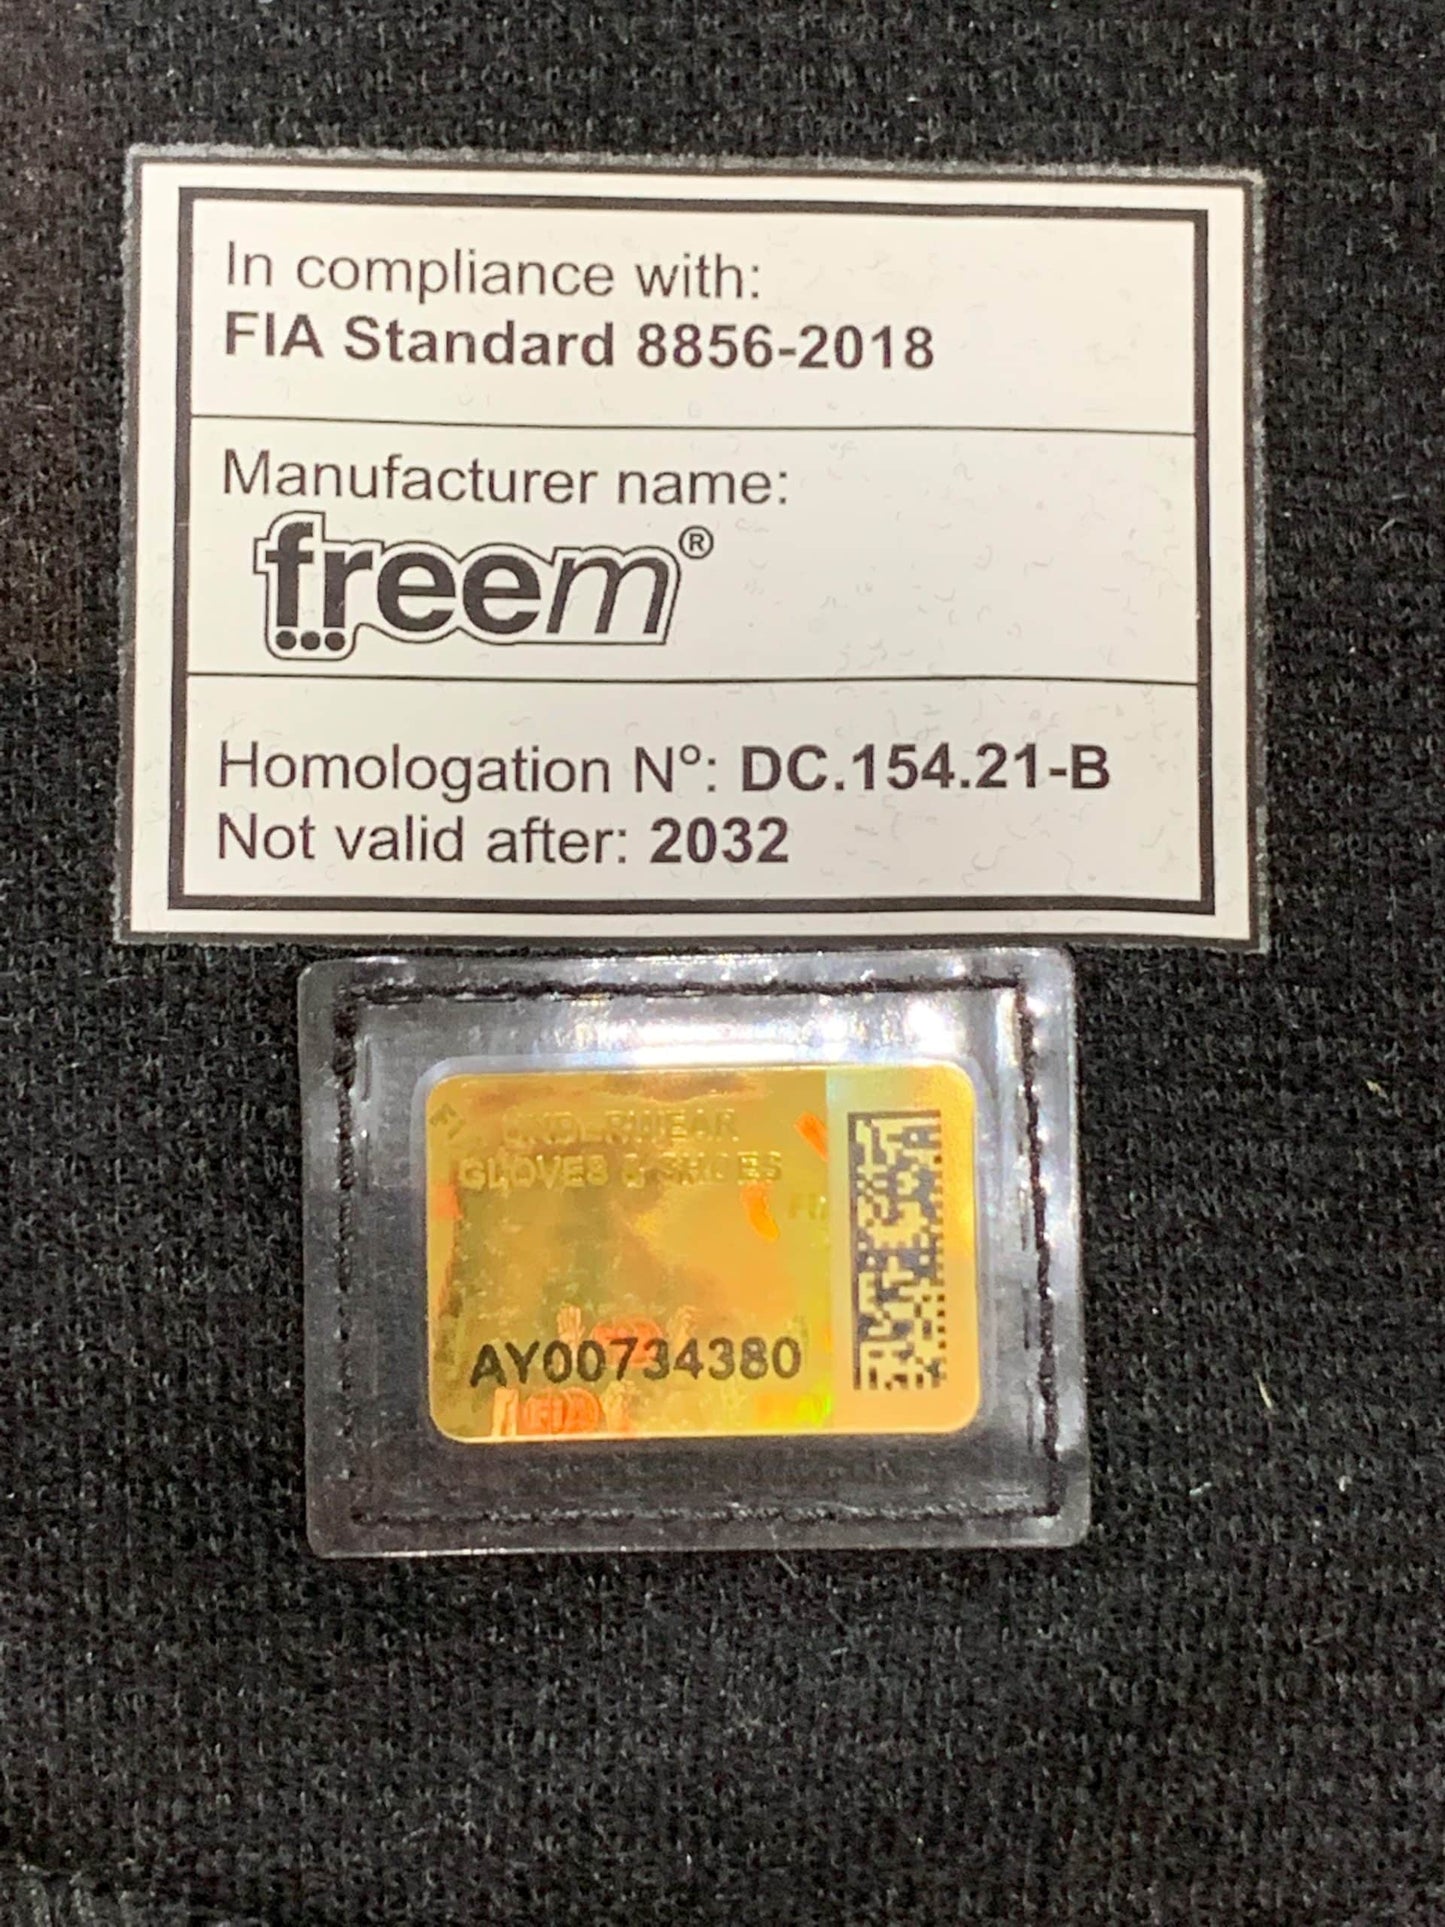 In compliance with:
FIA Standard 8856-2018
Manufacturer name:
freem®
Homologation N°: DC.154.21-B
Not valid after: 2032
UNDERWEAR
GLOVES & SHOES
AY00734380
FIA